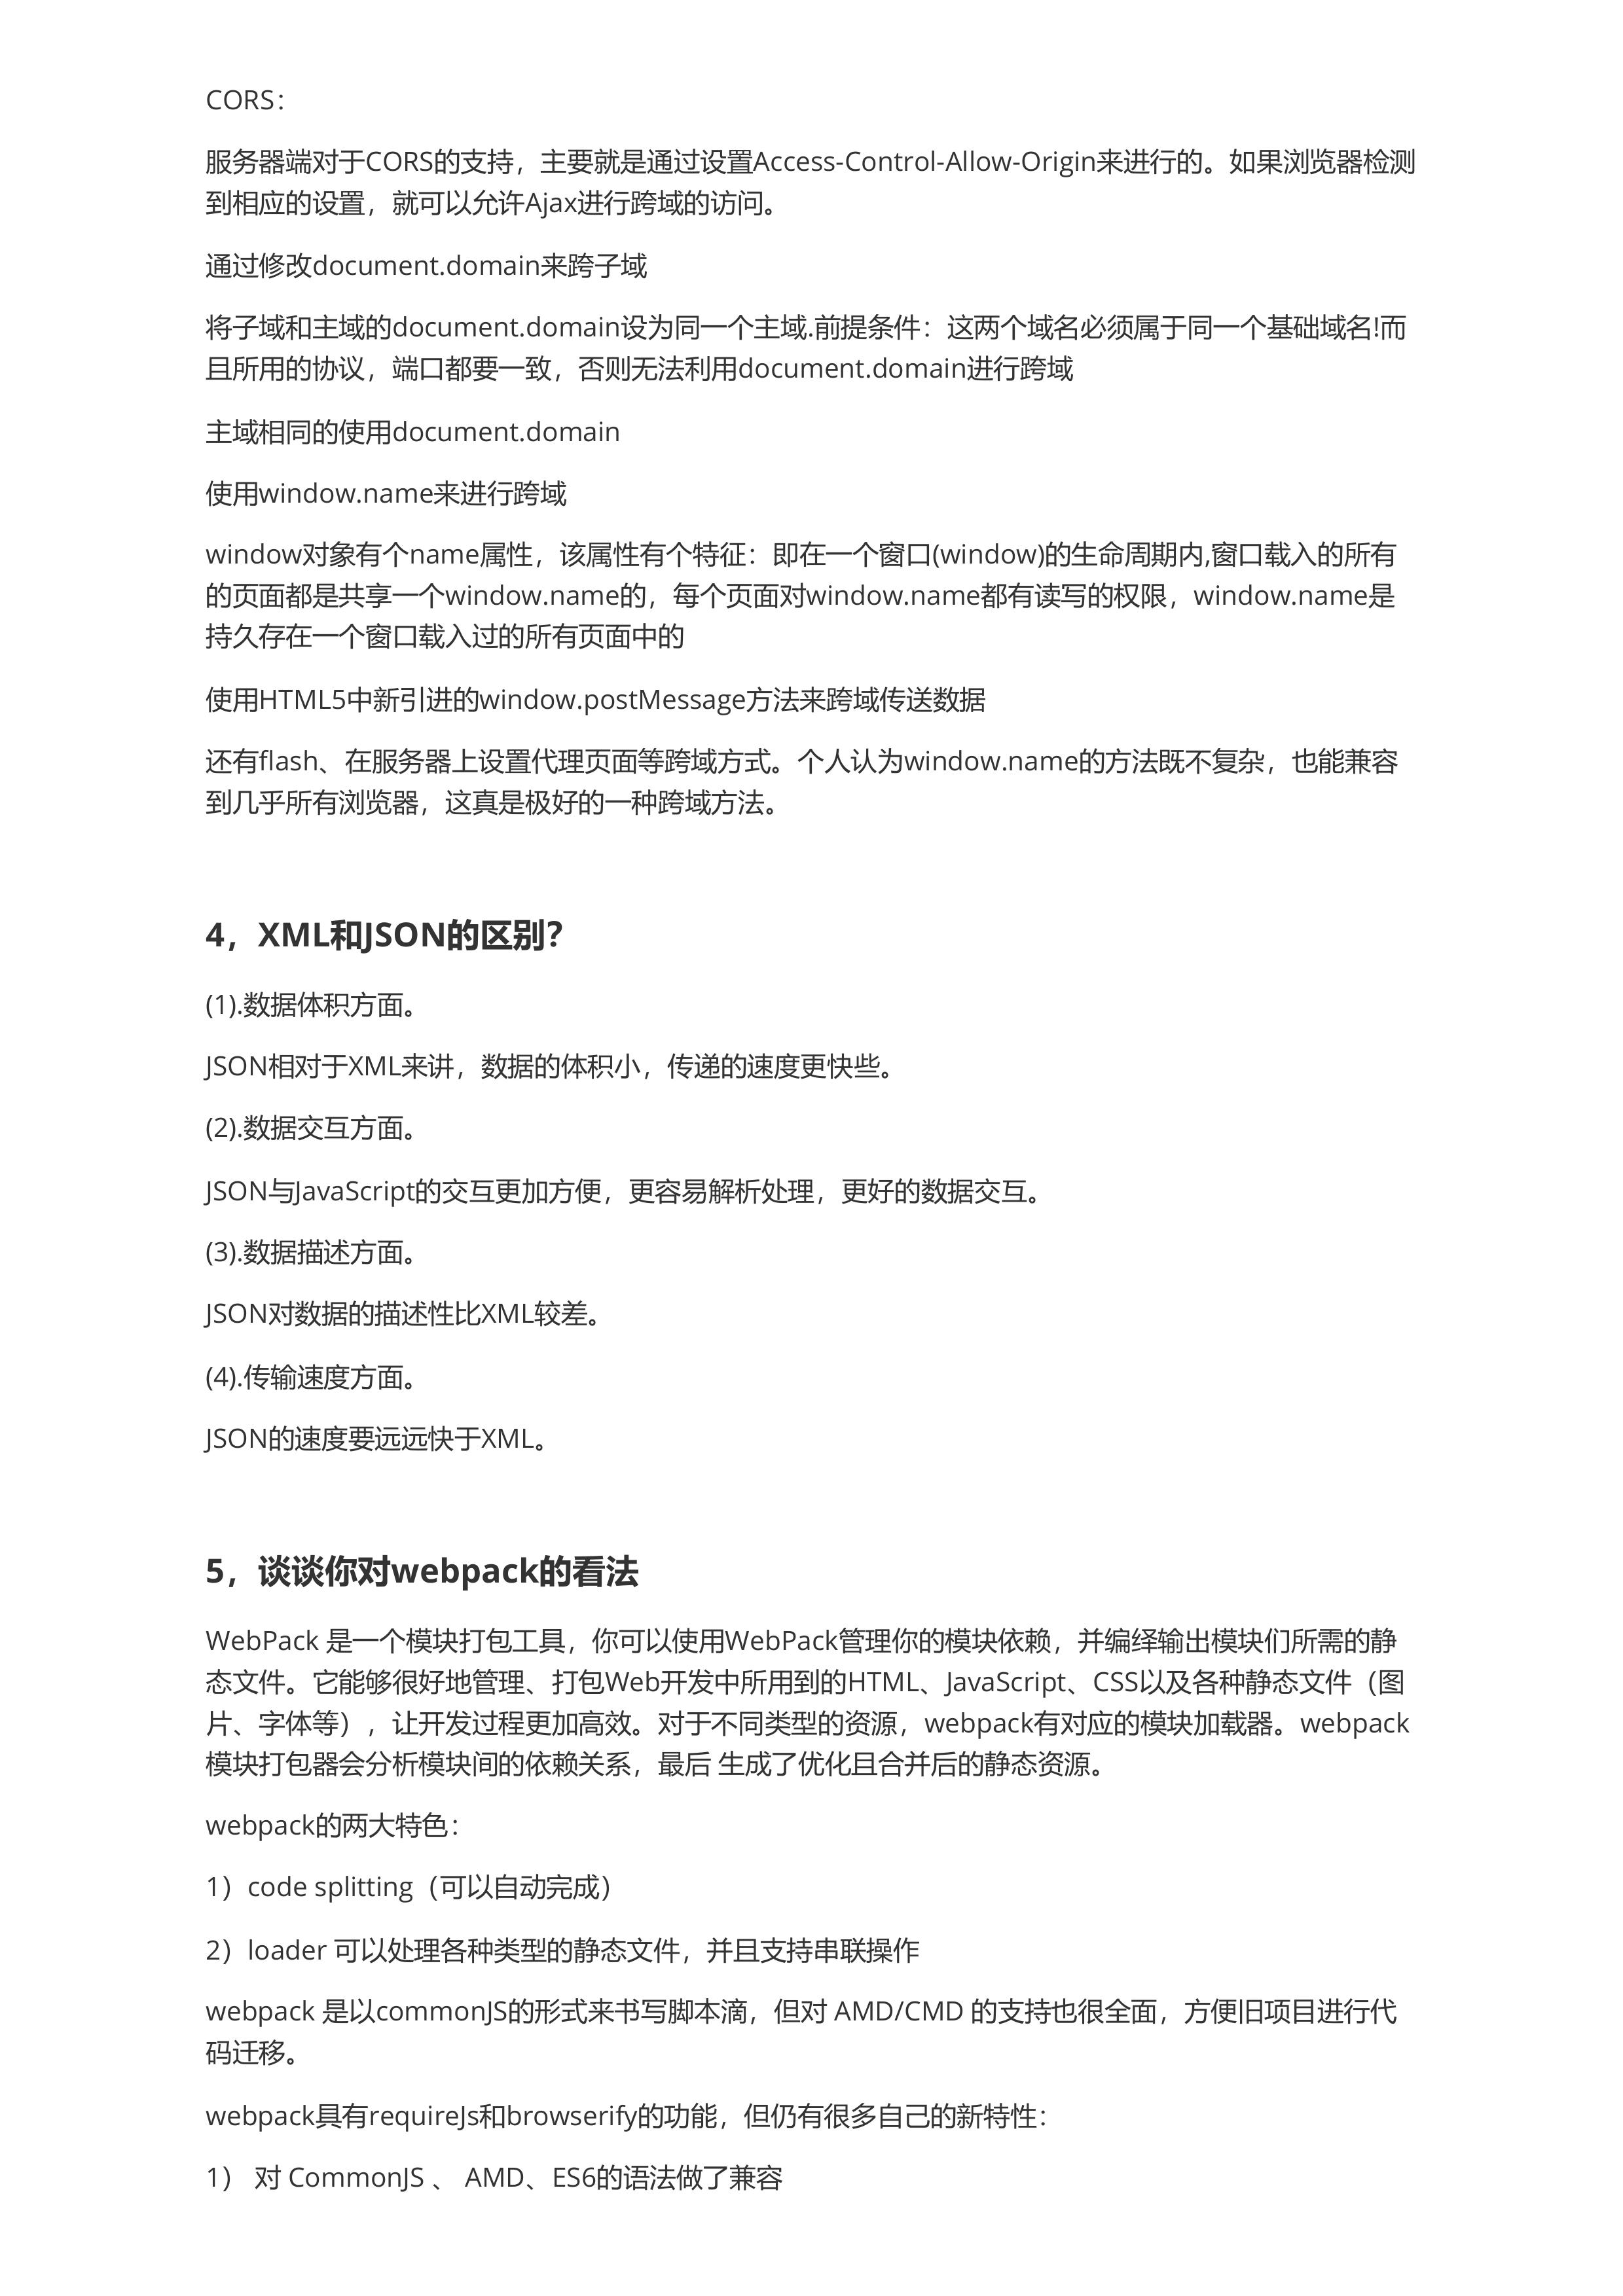 CORS：
服务器端对于CORS的支持，主要就是通过设置Access-Control-Allow-Origin来进行的。如果浏览器检测
到相应的设置，就可以允许Ajax进行跨域的访问。
通过修改document.domain来跨子域
将子域和主域的document.domain设为同一个主域.前提条件：这两个域名必须属于同一个基础域名!而
且所用的协议，端口都要一致，否则无法利用document.domain进行跨域
主域相同的使用document.domain
使用window.name来进行跨域
window对象有个name属性，该属性有个特征：即在一个窗口(window)的生命周期内,窗口载入的所有
的页面都是共享一个window.name的，每个页面对window.name都有读写的权限，window.name是
持久存在一个窗口载入过的所有页面中的
使用HTML5中新引进的window.postMessage方法来跨域传送数据
还有flash、在服务器上设置代理页面等跨域方式。个人认为window.name的方法既不复杂，也能兼容
到几乎所有浏览器，这真是极好的一种跨域方法。
4，XML和JSON的区别？
(1).数据体积方面。
JSON相对于XML来讲，数据的体积小，传递的速度更快些。
(2).数据交互方面。
JSON与JavaScript的交互更加方便，更容易解析处理，更好的数据交互。
(3).数据描述方面。
JSON对数据的描述性比XML较差。
(4).传输速度方面。
JSON的速度要远远快于XML。
5，谈谈你对webpack的看法
WebPack 是一个模块打包工具，你可以使用WebPack管理你的模块依赖，并编绎输出模块们所需的静
态文件。它能够很好地管理、打包Web开发中所用到的HTML、JavaScript、CSS以及各种静态文件（图
片、字体等），让开发过程更加高效。对于不同类型的资源，webpack有对应的模块加载器。webpack
模块打包器会分析模块间的依赖关系，最后 生成了优化且合并后的静态资源。
webpack的两大特色：
1）code splitting（可以自动完成）
2）loader 可以处理各种类型的静态文件，并且支持串联操作
webpack 是以commonJS的形式来书写脚本滴，但对 AMD/CMD 的支持也很全面，方便旧项目进行代
码迁移。
webpack具有requireJs和browserify的功能，但仍有很多自己的新特性：
1） 对 CommonJS 、 AMD、ES6的语法做了兼容